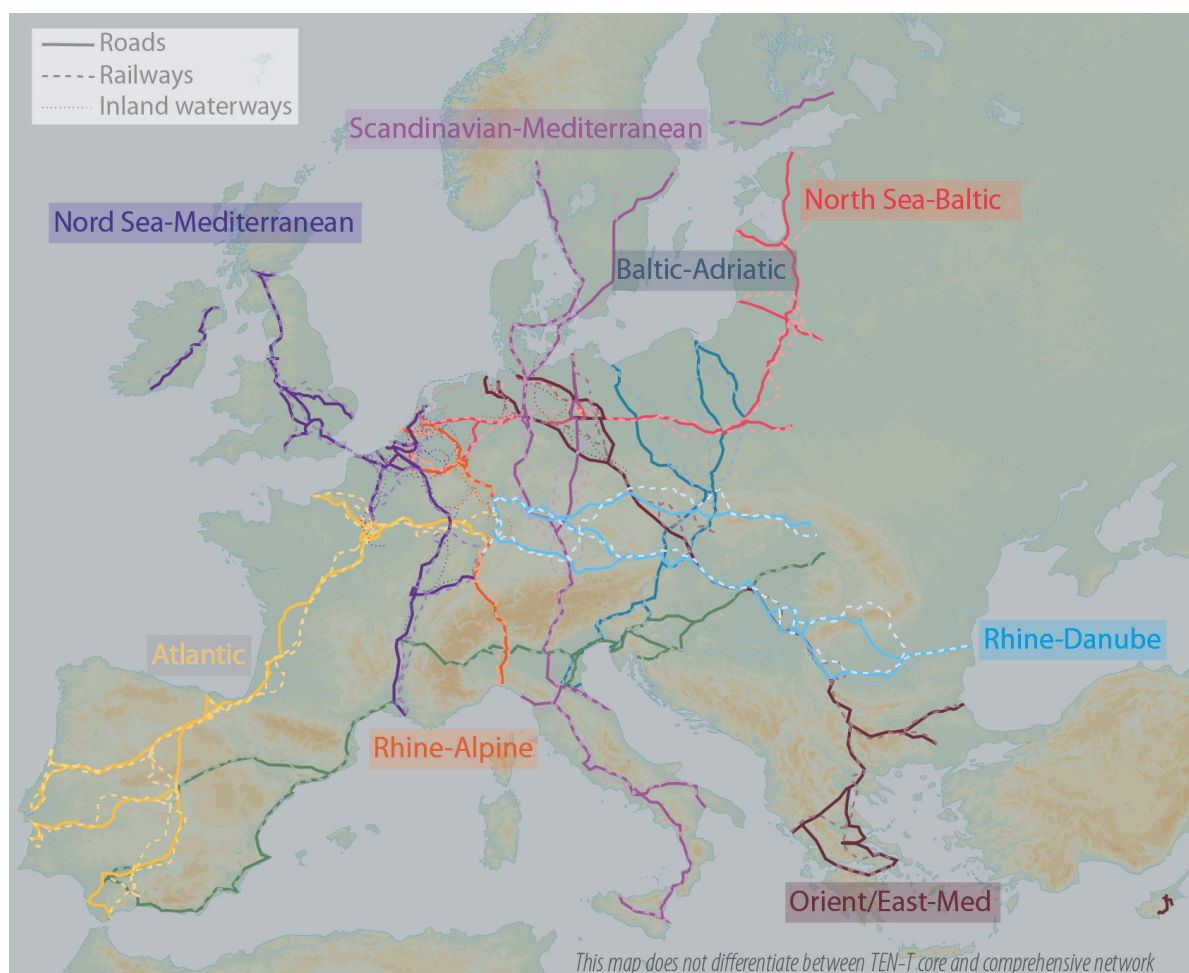 Roads
Railways
Inland waterways
Scandinavian-Mediterranean
North Sea-Baltic
Nord Sea-Mediterranean
Baltic-Adriatic
Rhine-Danube
Atlantic
Rhine-Alpine
Orient/East-Med
This map does not differentiate between TEN-T core and comprehensive network